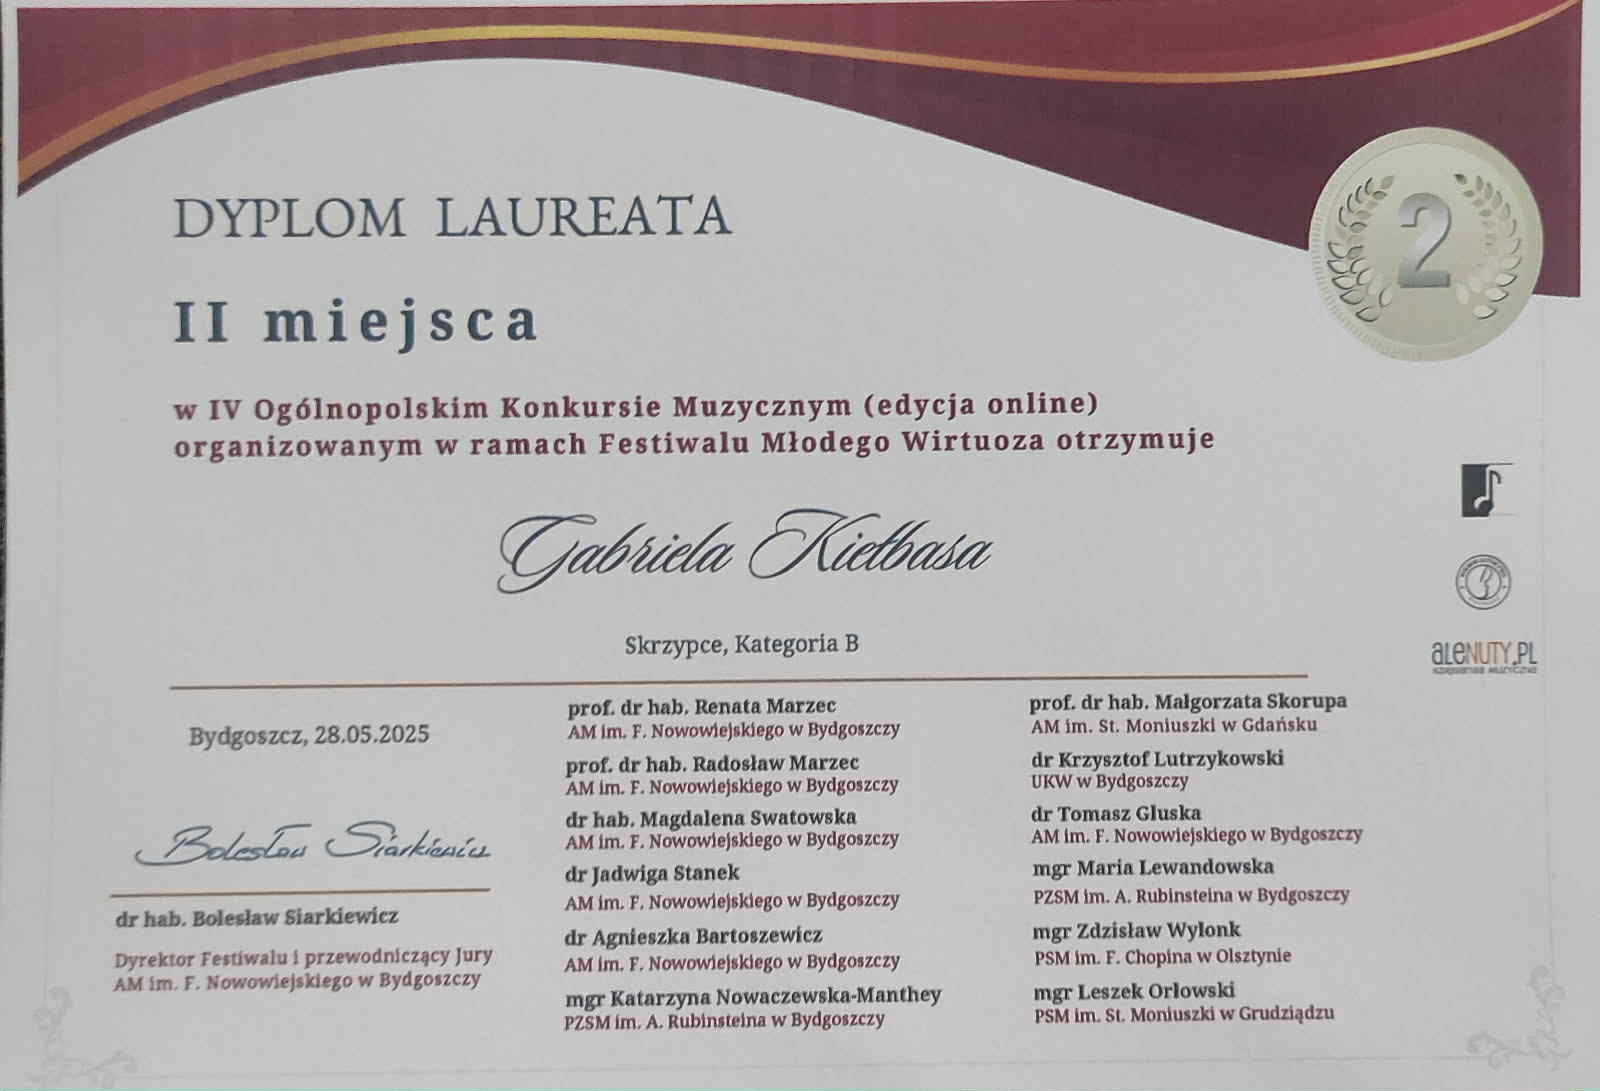 DYPLOM LAUREATA
2
II miejsca
w IV Ogólnopolskim Konkursie Muzycznym (edycja online)
organizowanym w ramach Festiwalu Młodego Wirtuoza otrzymuje
Gabriela Kiełbasa
Skrzypce, Kategoria B
aLeNUTY.PL
Bydgoszcz, 28.05.2025
Bolesław Siarkiewicz
dr hab. Bolesław Siarkiewicz
Dyrektor Festiwalu i przewodniczący Jury
AM im. F. Nowowiejskiego w Bydgoszczy
prof. dr hab. Renata Marzec
AM im. F. Nowowiejskiego w Bydgoszczy
prof. dr hab. Radosław Marzec
AM im. F. Nowowiejskiego w Bydgoszczy
dr hab. Magdalena Swatowska
AM im. F. Nowowiejskiego w Bydgoszczy
dr Jadwiga Stanek
AM im. F. Nowowiejskiego w Bydgoszczy
dr Agnieszka Bartoszewicz
AM im. F. Nowowiejskiego w Bydgoszczy
mgr Katarzyna Nowaczewska-Manthey
PZSM im. A. Rubinsteina w Bydgoszczy
prof. dr hab. Małgorzata Skorupa
AM im. St. Moniuszki w Gdańsku
dr Krzysztof Lutrzykowski
UKW w Bydgoszczy
dr Tomasz Gluska
AM im. F. Nowowiejskiego w Bydgoszczy
mgr Maria Lewandowska
PZSM im. A. Rubinsteina w Bydgoszczy
mgr Zdzisław Wylonk
PSM im. F. Chopina w Olsztynie
mgr Leszek Orłowski
PSM im. St. Moniuszki w Grudziądzu